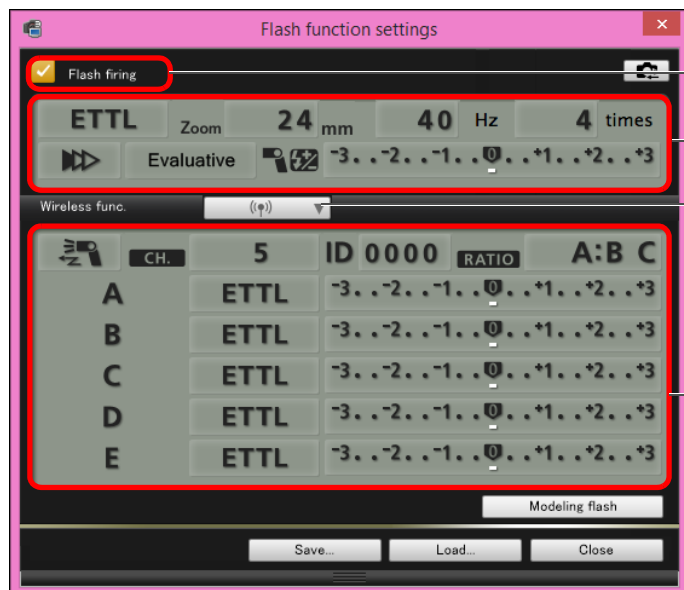 Flash function settings
Flash firing
ETTL Zoom 24 mm 40 Hz 4 times
Evaluative -3..-2..-1..0..+1..+2..+3
Wireless func.
CH. 5 ID 0000 RATIO A:B C
A ETTL -3..-2..-1..0..+1..+2..+3
B ETTL -3..-2..-1..0..+1..+2..+3
C ETTL -3..-2..-1..0..+1..+2..+3
D ETTL -3..-2..-1..0..+1..+2..+3
E ETTL -3..-2..-1..0..+1..+2..+3
Modeling flash
Save... Load... Close